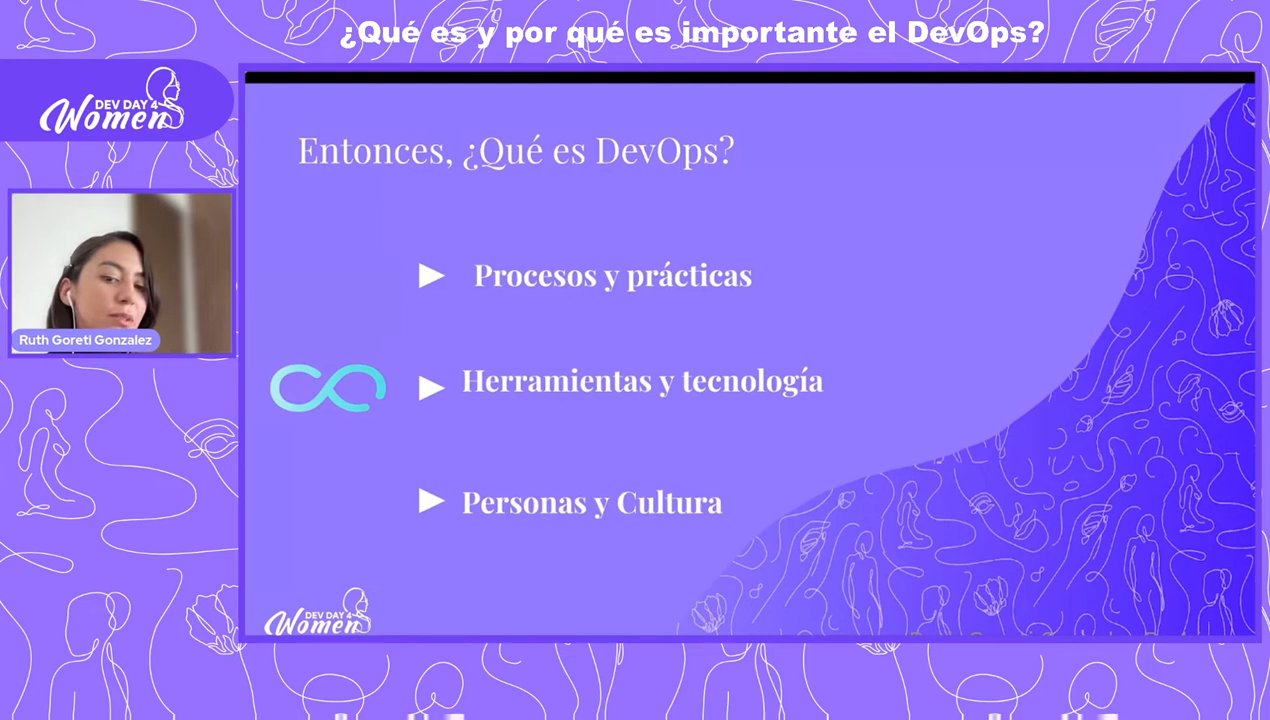 ¿Qué es y por qué es importante el DevOps?
DEV DAY 4
Women
Entonces, ¿Qué es DevOps?
Procesos y prácticas
Ruth Goreti Gonzalez
Herramientas y tecnología
Personas y Cultura
DEV DAY 4
Women